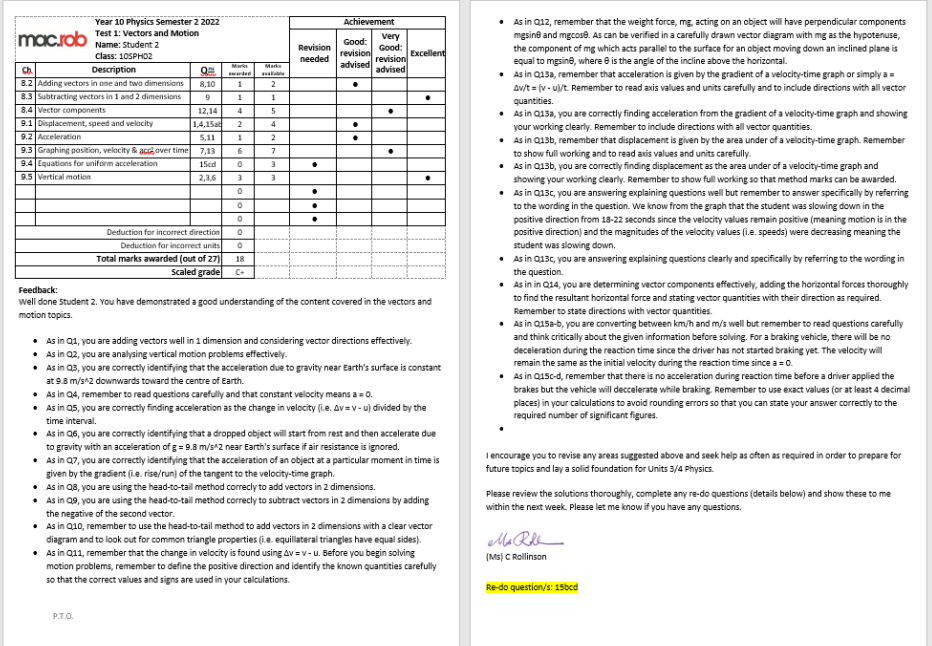 Year 10 Physics Semester 2 2022
Test 1: Vectors and Motion
mac.rob
Name: Student 2
Class: 10SPH02
Achievement
Revision needed
Good: revision advised
Very Good: revision advised
Excellent
Ch. Description Qns Marks awarded Marks available
8.2 Adding vectors in one and two dimensions 8,10 1 2 ●
8.3 Subtracting vectors in 1 and 2 dimensions 9 1 1 ●
8.4 Vector components 12,14 4 5 ●
9.1 Displacement, speed and velocity 1,4,15ab 2 4 ●
9.2 Acceleration 5,11 1 2 ●
9.3 Graphing position, velocity & accl over time 7,13 6 7 ●
9.4 Equations for uniform acceleration 15cd 0 3 ●
9.5 Vertical motion 2,3,6 3 3 ●
0 ●
0 ●
0 ●
Deduction for incorrect direction 0
Deduction for incorrect units 0
Total marks awarded (out of 27) 18
Scaled grade C+
Feedback:
Well done Student 2. You have demonstrated a good understanding of the content covered in the vectors and
motion topics.
• As in Q1, you are adding vectors well in 1 dimension and considering vector directions effectively.
• As in Q2, you are analysing vertical motion problems effectively.
• As in Q3, you are correctly identifying that the acceleration due to gravity near Earth's surface is constant
at 9.8 m/s^2 downwards toward the centre of Earth.
• As in Q4, remember to read questions carefully and that constant velocity means a = 0.
• As in Q5, you are correctly finding acceleration as the change in velocity (i.e. Δv = v - u) divided by the
time interval.
• As in Q6, you are correctly identifying that a dropped object will start from rest and then accelerate due
to gravity with an acceleration of g = 9.8 m/s^2 near Earth's surface if air resistance is ignored.
• As in Q7, you are correctly identifying that the acceleration of an object at a particular moment in time is
given by the gradient (i.e. rise/run) of the tangent to the velocity-time graph.
• As in Q8, you are using the head-to-tail method correcly to add vectors in 2 dimensions.
• As in Q9, you are using the head-to-tail method correcly to subtract vectors in 2 dimensions by adding
the negative of the second vector.
• As in Q10, remember to use the head-to-tail method to add vectors in 2 dimensions with a clear vector
diagram and to look out for common triangle properties (i.e. equillateral triangles have equal sides).
• As in Q11, remember that the change in velocity is found using Δv = v - u. Before you begin solving
motion problems, remember to define the positive direction and identify the known quantities carefully
so that the correct values and signs are used in your calculations.
P.T.O.
• As in Q12, remember that the weight force, mg, acting on an object will have perpendicular components
mgsinθ and mgcosθ. As can be verified in a carefully drawn vector diagram with mg as the hypotenuse,
the component of mg which acts parallel to the surface for an object moving down an inclined plane is
equal to mgsinθ, where θ is the angle of the incline above the horizontal.
• As in Q13a, remember that acceleration is given by the gradient of a velocity-time graph or simply a =
Δv/t = (v - u)/t. Remember to read axis values and units carefully and to include directions with all vector
quantities.
• As in Q13a, you are correctly finding acceleration from the gradient of a velocity-time graph and showing
your working clearly. Remember to include directions with all vector quantities.
• As in Q13b, remember that displacement is given by the area under of a velocity-time graph. Remember
to show full working and to read axis values and units carefully.
• As in Q13b, you are correctly finding displacement as the area under of a velocity-time graph and
showing your working clearly. Remember to show full working so that method marks can be awarded.
• As in Q13c, you are answering explaining questions well but remember to answer specifically by referring
to the wording in the question. We know from the graph that the student was slowing down in the
positive direction from 18-22 seconds since the velocity values remain positive (meaning motion is in the
positive direction) and the magnitudes of the velocity values (i.e. speeds) were decreasing meaning the
student was slowing down.
• As in Q13c, you are answering explaining questions clearly and specifically by referring to the wording in
the question.
• As in in Q14, you are determining vector components effectively, adding the horizontal forces thoroughly
to find the resultant horizontal force and stating vector quantities with their direction as required.
Remember to state directions with vector quantities.
• As in Q15a-b, you are converting between km/h and m/s well but remember to read questions carefully
and think critically about the given information before solving. For a braking vehicle, there will be no
deceleration during the reaction time since the driver has not started braking yet. The velocity will
remain the same as the initial velocity during the reaction time since a = 0.
• As in Q15c-d, remember that there is no acceleration during reaction time before a driver applied the
brakes but the vehicle will deccelerate while braking. Remember to use exact values (or at least 4 decimal
places) in your calculations to avoid rounding errors so that you can state your answer correctly to the
required number of significant figures.
•
I encourage you to revise any areas suggested above and seek help as often as required in order to prepare for
future topics and lay a solid foundation for Units 3/4 Physics.
Please review the solutions thoroughly, complete any re-do questions (details below) and show these to me
within the next week. Please let me know if you have any questions.
(Ms) C Rollinson
Re-do question/s: 15bcd